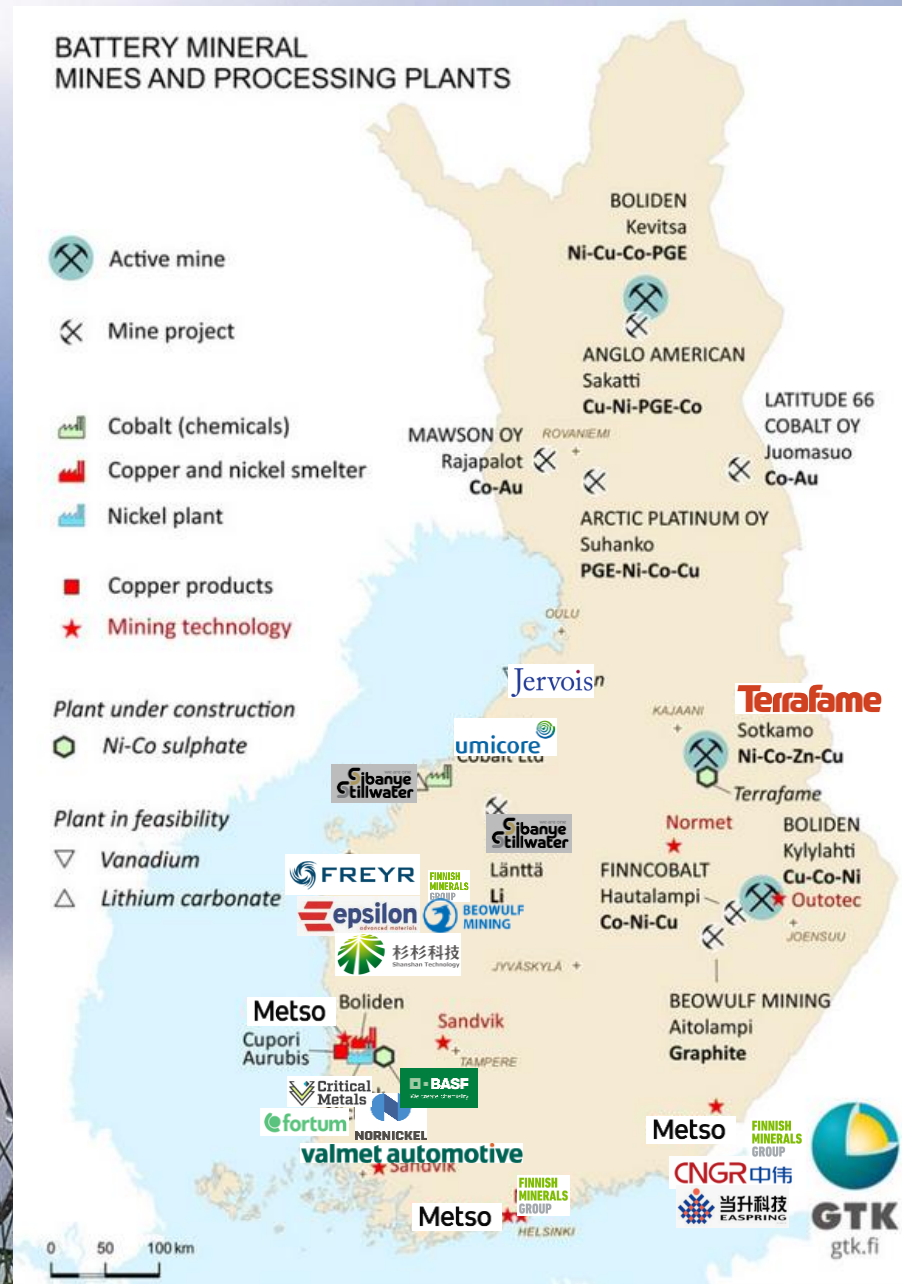 BATTERY MINERAL
MINES AND PROCESSING PLANTS
Active mine
Mine project
Cobalt (chemicals)
Copper and nickel smelter
Nickel plant
Copper products
Mining technology
Plant under construction
Ni-Co sulphate
Plant in feasibility
Vanadium
Lithium carbonate
BOLIDEN
Kevitsa
Ni-Cu-Co-PGE
ANGLO AMERICAN
Sakatti
Cu-Ni-PGE-Co
LATITUDE 66
COBALT OY
Juomasuo
Co-Au
MAWSON OY
Rajapalot
Co-Au
ROVANIEMI
ARCTIC PLATINUM OY
Suhanko
PGE-Ni-Co-Cu
OULU
Jervois
umicore
Cobalt Ltd
Sibanye
Stillwater
KAJAANI
Terrafame
Sotkamo
Ni-Co-Zn-Cu
Terrafame
Sibanye
Stillwater
Länttä
Li
Normet
BOLIDEN
Kylylahti
Cu-Co-Ni
Outotec
FINNCOBALT
Hautalampi
Co-Ni-Cu
JOENSUU
BEOWULF MINING
Aitolampi
Graphite
FREYR
FINNISH
MINERALS
GROUP
epsilon
advanced materials
BEOWULF
MINING
杉杉科技
Shanshan Technology
JYVÄSKYLÄ
Metso
Boliden
Cupori
Aurubis
Sandvik
TAMPERE
Critical
Metals
BASF
We create chemistry
fortum
NORNICKEL
valmet automotive
Sandvik
Metso
FINNISH
MINERALS
GROUP
HELSINKI
Metso
FINNISH
MINERALS
GROUP
CNGR 中伟
当升科技
EASPRING
GTK
gtk.fi
0 50 100 km